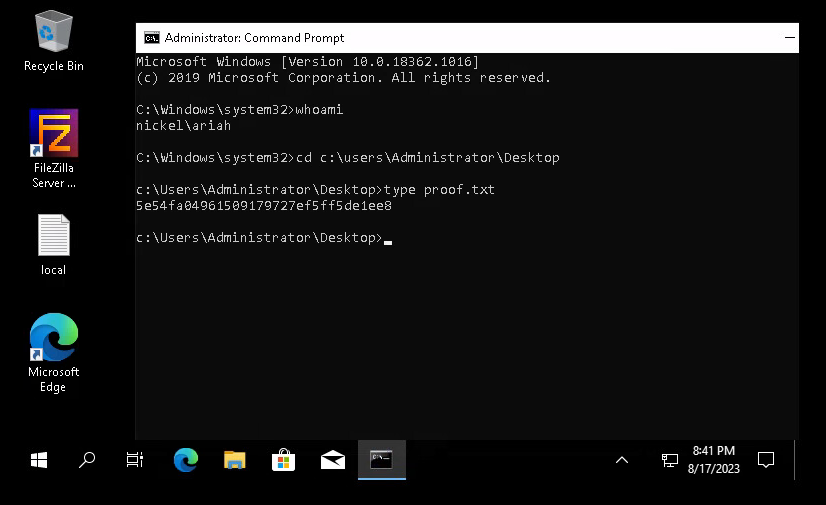 Recycle Bin
FileZilla
Server ...
local
Microsoft
Edge
Administrator: Command Prompt
Microsoft Windows [Version 10.0.18362.1016]
(c) 2019 Microsoft Corporation. All rights reserved.
C:\Windows\system32>whoami
nickel\ariah
C:\Windows\system32>cd c:\users\Administrator\Desktop
c:\Users\Administrator\Desktop>type proof.txt
5e54fa04961509179727ef5ff5de1ee8
c:\Users\Administrator\Desktop>
8:41 PM
8/17/2023